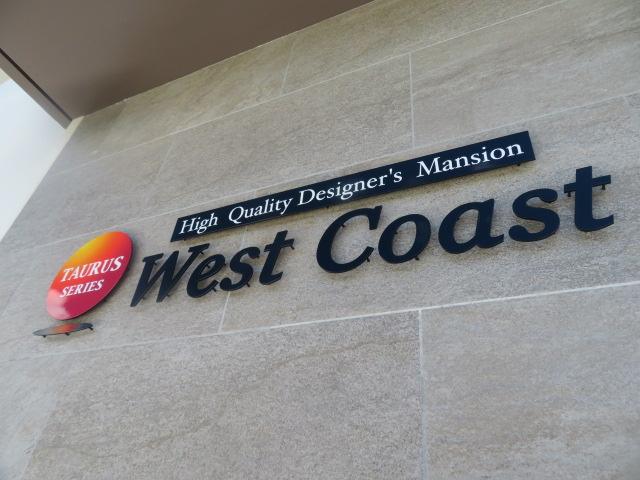 High Quality Designer's Mansion
TAURUS
SERIES
West Coast